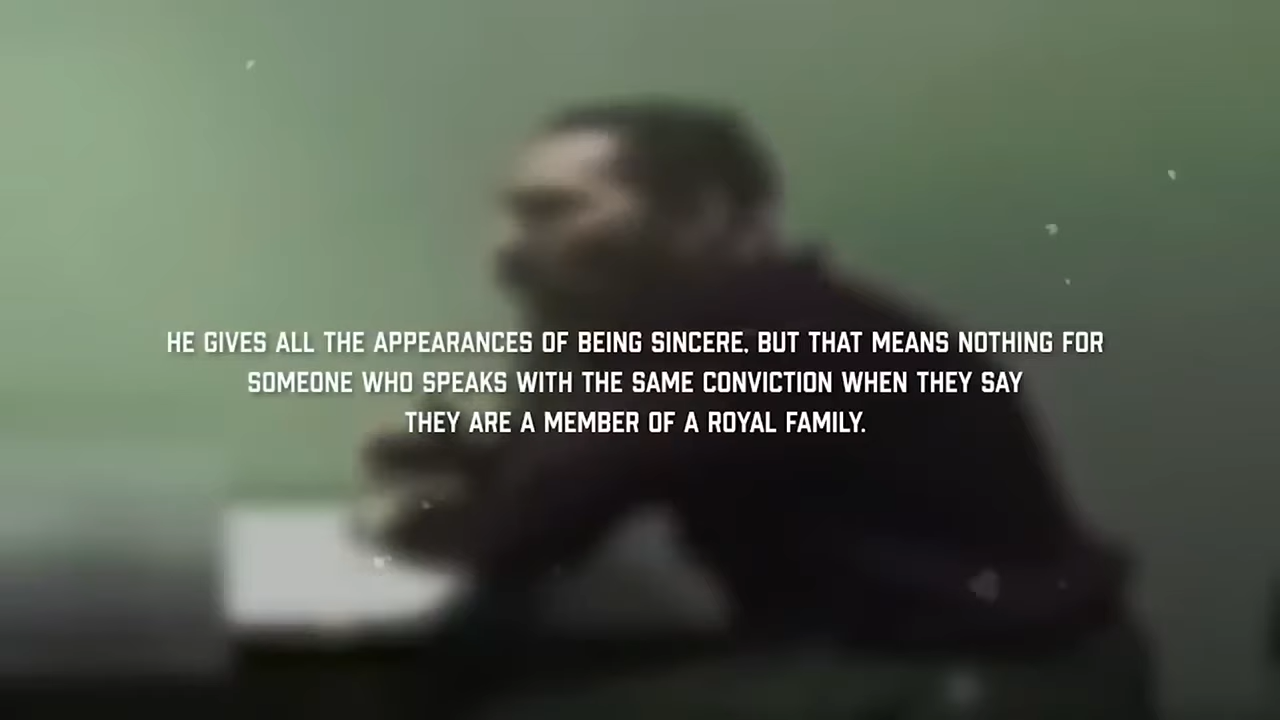 HE GIVES ALL THE APPEARANCES OF BEING SINCERE, BUT THAT MEANS NOTHING FOR
SOMEONE WHO SPEAKS WITH THE SAME CONVICTION WHEN THEY SAY
THEY ARE A MEMBER OF A ROYAL FAMILY.